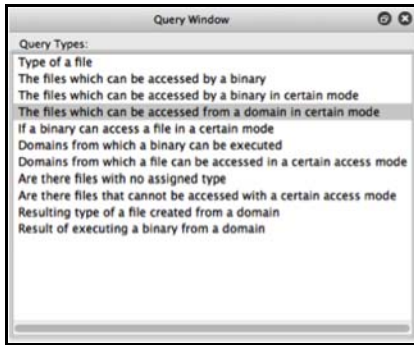 Query Window
Query Types:
Type of a file
The files which can be accessed by a binary
The files which can be accessed by a binary in certain mode
The files which can be accessed from a domain in certain mode
If a binary can access a file in a certain mode
Domains from which a binary can be executed
Domains from which a file can be accessed in a certain access mode
Are there files with no assigned type
Are there files that cannot be accessed with a certain access mode
Resulting type of a file created from a domain
Result of executing a binary from a domain